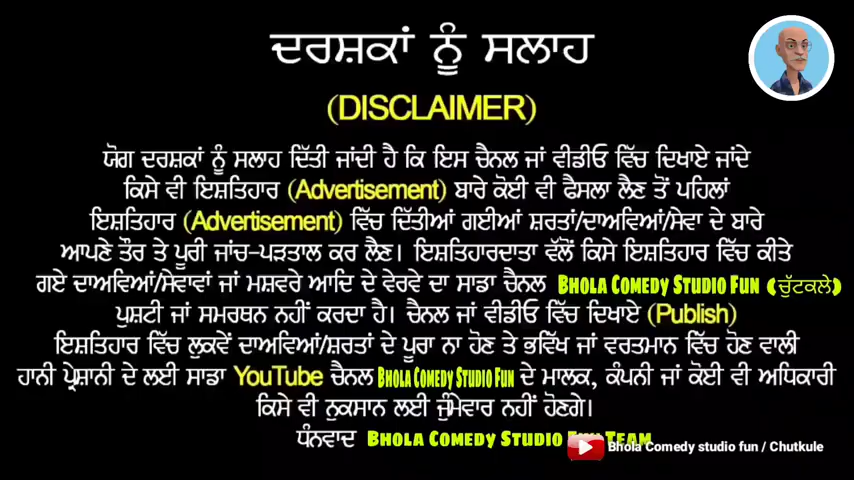 ਦਰਸ਼ਕਾਂ ਨੂੰ ਸਲਾਹ
(DISCLAIMER)
ਯੋਗ ਦਰਸ਼ਕਾਂ ਨੂੰ ਸਲਾਹ ਦਿੱਤੀ ਜਾਂਦੀ ਹੈ ਕਿ ਇਸ ਚੈਨਲ ਜਾਂ ਵੀਡੀਓ ਵਿੱਚ ਦਿਖਾਏ ਜਾਂਦੇ
ਕਿਸੇ ਵੀ ਇਸ਼ਤਿਹਾਰ (Advertisement) ਬਾਰੇ ਕੋਈ ਵੀ ਫੈਸਲਾ ਲੈਣ ਤੋਂ ਪਹਿਲਾਂ
ਇਸ਼ਤਿਹਾਰ (Advertisement) ਵਿੱਚ ਦਿੱਤੀਆਂ ਗਈਆਂ ਸ਼ਰਤਾਂ/ਦਾਅਵਿਆਂ/ਸੇਵਾ ਦੇ ਬਾਰੇ
ਆਪਣੇ ਤੌਰ ਤੇ ਪੂਰੀ ਜਾਂਚ-ਪੜਤਾਲ ਕਰ ਲੈਣ। ਇਸ਼ਤਿਹਾਰਦਾਤਾ ਵੱਲੋਂ ਕਿਸੇ ਇਸ਼ਤਿਹਾਰ ਵਿੱਚ ਕੀਤੇ
ਗਏ ਦਾਅਵਿਆਂ/ਸੇਵਾਵਾਂ ਜਾਂ ਮਸ਼ਵਰੇ ਆਦਿ ਦੇ ਵੇਰਵੇ ਦਾ ਸਾਡਾ ਚੈਨਲ Bhola Comedy Studio Fun (ਚੁੱਟਕਲੇ)
ਪੁਸ਼ਟੀ ਜਾਂ ਸਮਰਥਨ ਨਹੀਂ ਕਰਦਾ ਹੈ। ਚੈਨਲ ਜਾਂ ਵੀਡੀਓ ਵਿੱਚ ਦਿਖਾਏ (Publish)
ਇਸ਼ਤਿਹਾਰ ਵਿੱਚ ਲੁਕਵੇਂ ਦਾਅਵਿਆਂ/ਸ਼ਰਤਾਂ ਦੇ ਪੂਰਾ ਨਾ ਹੋਣ ਤੇ ਭਵਿੱਖ ਜਾਂ ਵਰਤਮਾਨ ਵਿੱਚ ਹੋਣ ਵਾਲੀ
ਹਾਨੀ ਪ੍ਰੇਸ਼ਾਨੀ ਦੇ ਲਈ ਸਾਡਾ YouTube ਚੈਨਲ Bhola Comedy Studio Fun ਦੇ ਮਾਲਕ, ਕੰਪਨੀ ਜਾਂ ਕੋਈ ਵੀ ਅਧਿਕਾਰੀ
ਕਿਸੇ ਵੀ ਨੁਕਸਾਨ ਲਈ ਜੁੰਮੇਵਾਰ ਨਹੀਂ ਹੋਣਗੇ।
ਧੰਨਵਾਦ Bhola Comedy Studio Fun Team
Bhola Comedy studio fun / Chutkule